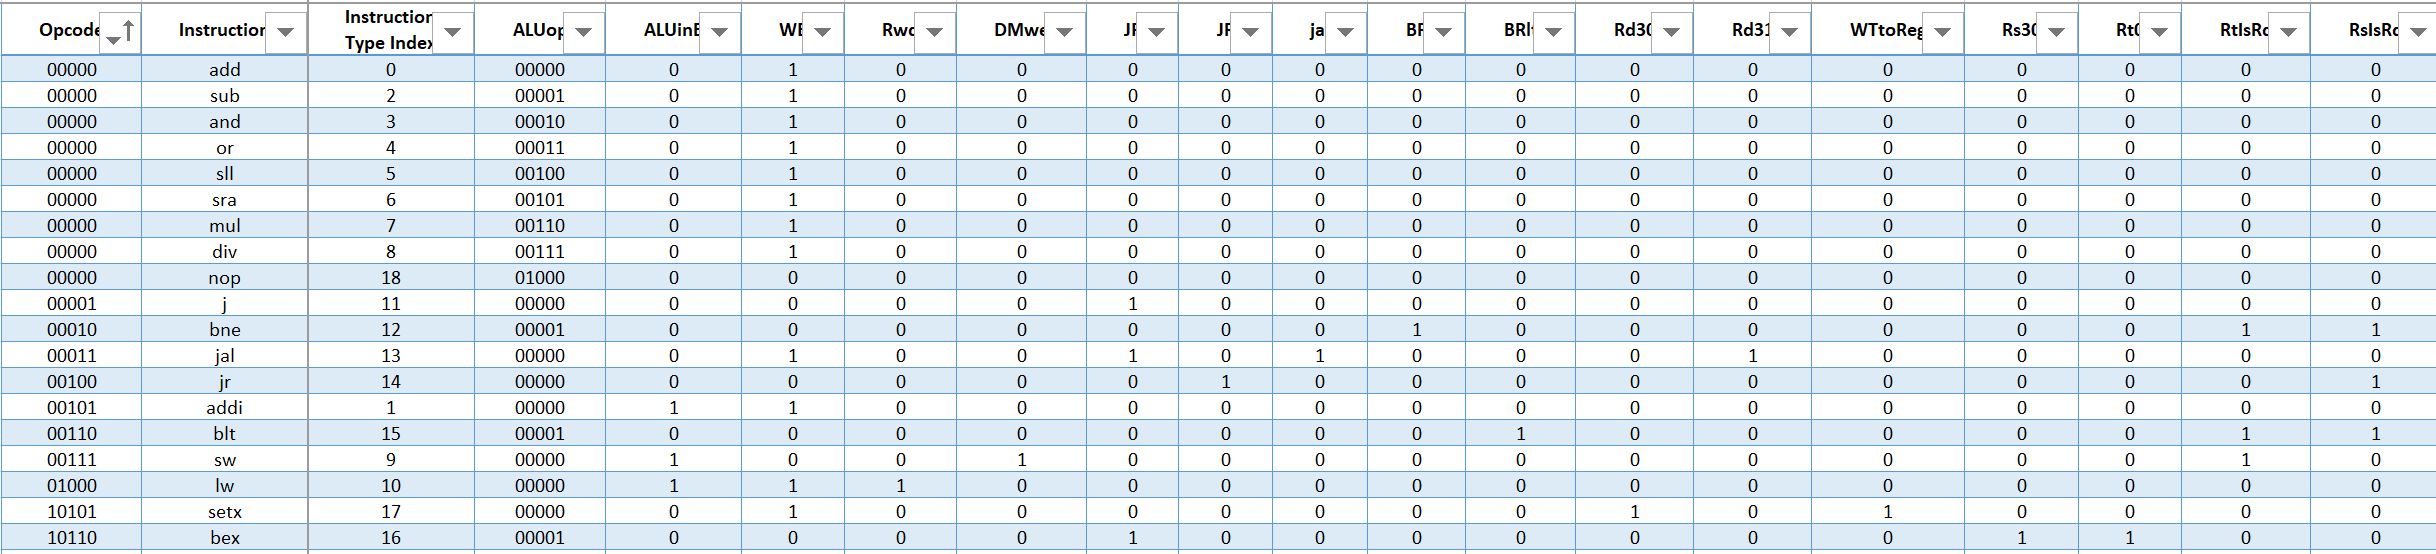 Opcode Instruction Instruction Type Index ALUop ALUinB WE Rwd DMwe JP JR jal BR BRlt Rd30 Rd31 WTtoReg Rs30 Rt0 RtIsRd RsIsRd
00000 add 0 00000 0 1 0 0 0 0 0 0 0 0 0 0 0 0 0 0
00000 sub 2 00001 0 1 0 0 0 0 0 0 0 0 0 0 0 0 0 0
00000 and 3 00010 0 1 0 0 0 0 0 0 0 0 0 0 0 0 0 0
00000 or 4 00011 0 1 0 0 0 0 0 0 0 0 0 0 0 0 0 0
00000 sll 5 00100 0 1 0 0 0 0 0 0 0 0 0 0 0 0 0 0
00000 sra 6 00101 0 1 0 0 0 0 0 0 0 0 0 0 0 0 0 0
00000 mul 7 00110 0 1 0 0 0 0 0 0 0 0 0 0 0 0 0 0
00000 div 8 00111 0 1 0 0 0 0 0 0 0 0 0 0 0 0 0 0
00000 nop 18 01000 0 0 0 0 0 0 0 0 0 0 0 0 0 0 0 0
00001 j 11 00000 0 0 0 0 1 0 0 0 0 0 0 0 0 0 0 0
00010 bne 12 00001 0 0 0 0 0 0 0 1 0 0 0 0 0 0 1 1
00011 jal 13 00000 0 1 0 0 1 0 1 0 0 0 1 0 0 0 0 0
00100 jr 14 00000 0 0 0 0 0 1 0 0 0 0 0 0 0 0 0 1
00101 addi 1 00000 1 1 0 0 0 0 0 0 0 0 0 0 0 0 0 0
00110 blt 15 00001 0 0 0 0 0 0 0 0 1 0 0 0 0 0 1 1
00111 sw 9 00000 1 0 0 1 0 0 0 0 0 0 0 0 0 0 1 0
01000 lw 10 00000 1 1 1 0 0 0 0 0 0 0 0 0 0 0 0 0
10101 setx 17 00000 0 1 0 0 0 0 0 0 0 1 0 1 0 0 0 0
10110 bex 16 00001 0 0 0 0 1 0 0 0 0 0 0 0 1 1 0 0